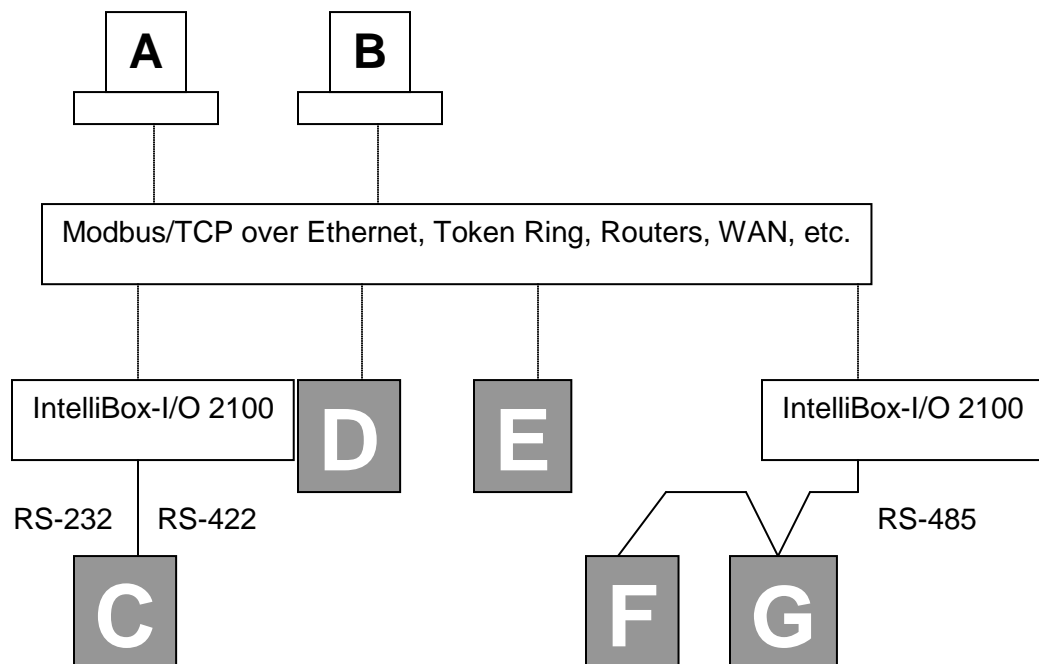 A
B
Modbus/TCP over Ethernet, Token Ring, Routers, WAN, etc.
IntelliBox-I/O 2100
D
E
IntelliBox-I/O 2100
RS-232
RS-422
RS-485
C
F
G